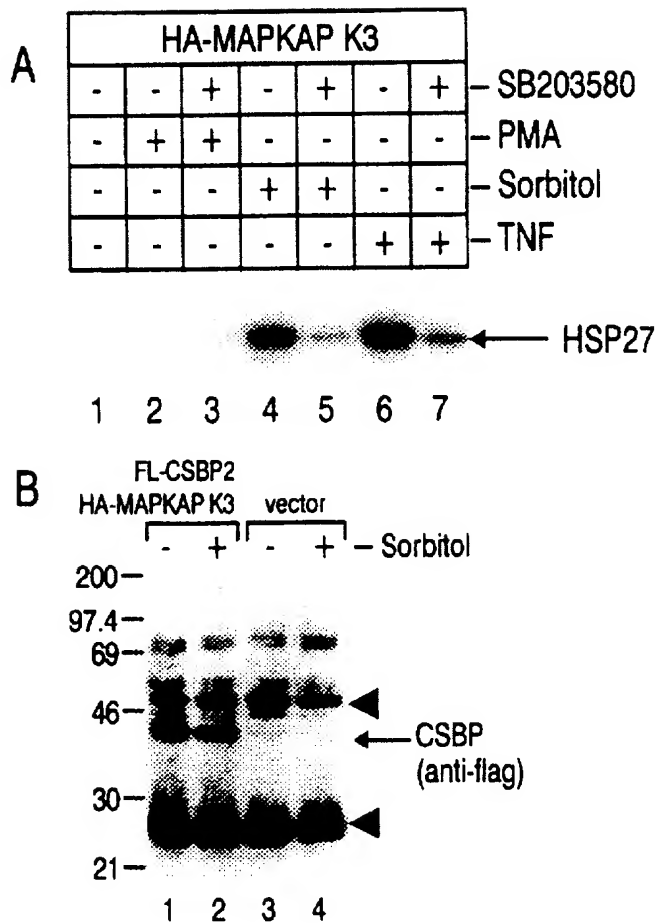 A
HA-MAPKAP K3
- - + - + - + – SB203580
- + + - - - - – PMA
- - - + + - - – Sorbitol
- - - - - + + – TNF
HSP27
1 2 3 4 5 6 7
B
FL-CSBP2
HA-MAPKAP K3 vector
- + - + – Sorbitol
200
97.4
69
46
CSBP
(anti-flag)
30
21
1 2 3 4